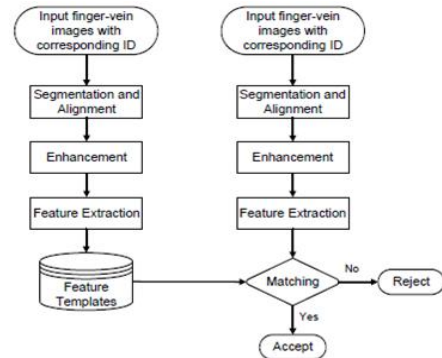 Input finger-vein
images with
corresponding ID
Segmentation and
Alignment
Enhancement
Feature Extraction
Feature
Templates
Input finger-vein
images with
corresponding ID
Segmentation and
Alignment
Enhancement
Feature Extraction
Matching
No
Reject
Yes
Accept